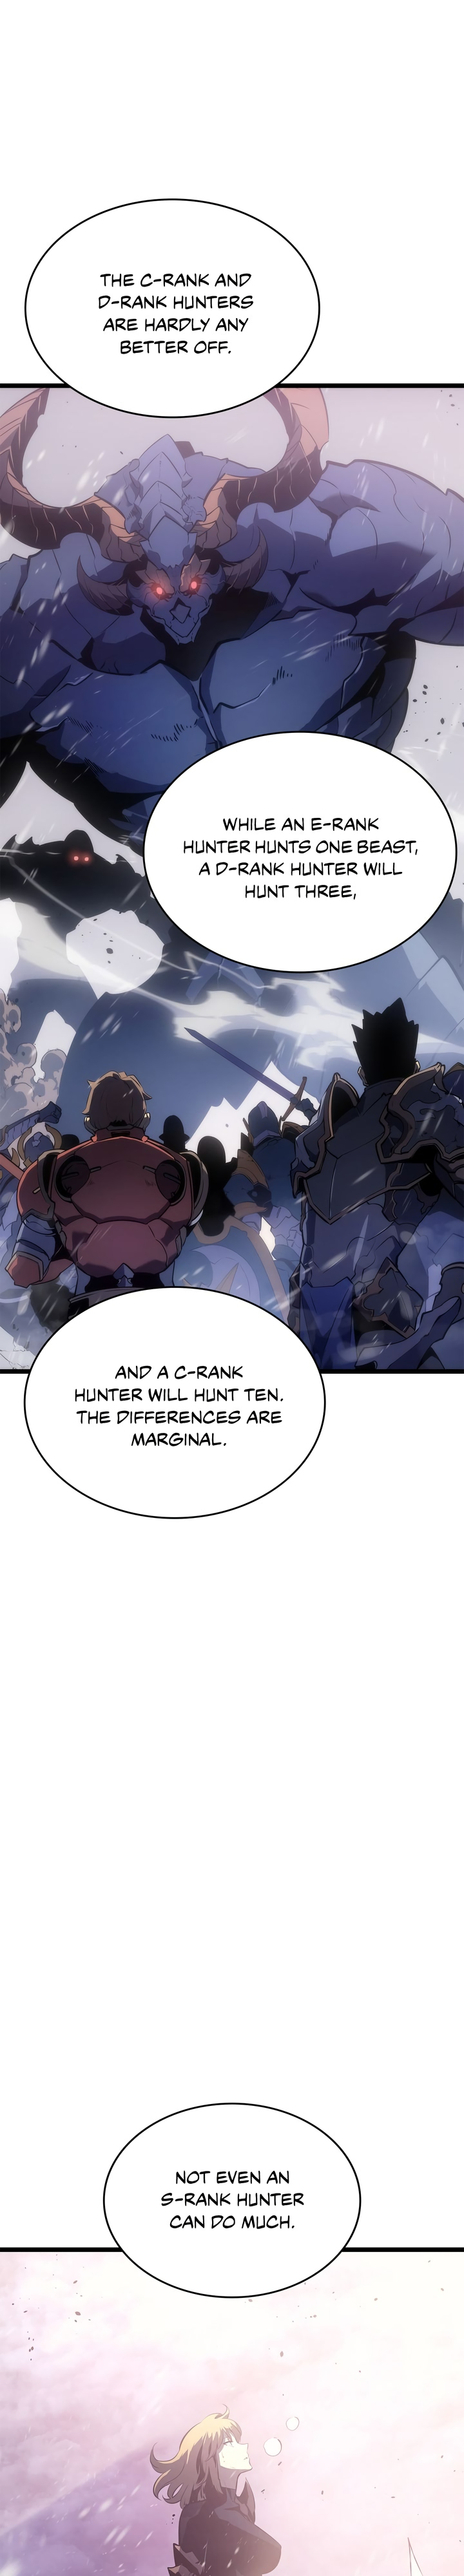 THE C-RANK AND
D-RANK HUNTERS
ARE HARDLY ANY
BETTER OFF.
WHILE AN E-RANK
HUNTER HUNTS ONE BEAST,
A D-RANK HUNTER WILL
HUNT THREE,
AND A C-RANK
HUNTER WILL HUNT TEN.
THE DIFFERENCES ARE
MARGINAL.
NOT EVEN AN
S-RANK HUNTER
CAN DO MUCH.